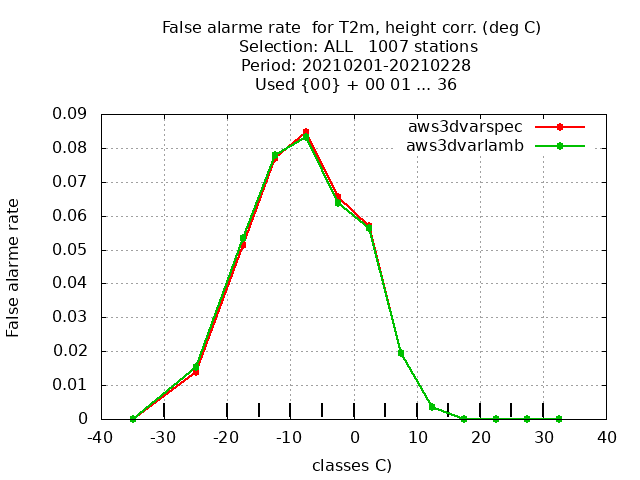 False alarme rate  for T2m, height corr. (deg C)
Selection: ALL   1007 stations
Period: 20210201-20210228
Used {00} + 00 01 ... 36
aws3dvarspec
aws3dvarlamb
False alarme rate
0.09
0.08
0.07
0.06
0.05
0.04
0.03
0.02
0.01
0
-40 -30 -20 -10 0 10 20 30 40
classes C)